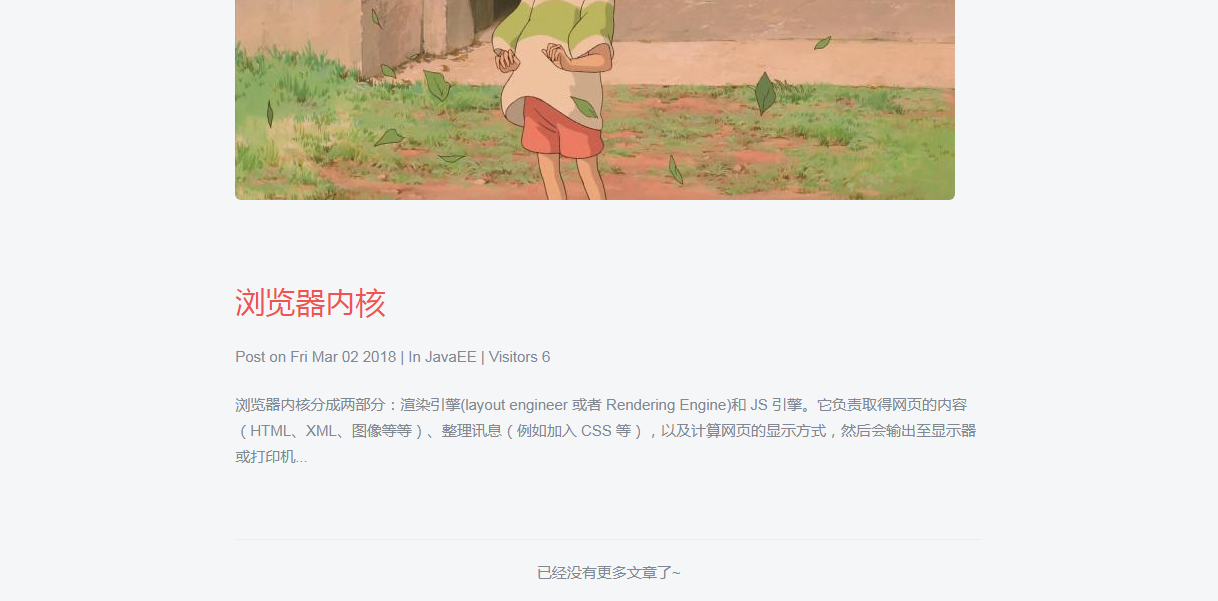 浏览器内核
Post on Fri Mar 02 2018 | In JavaEE | Visitors 6
浏览器内核分成两部分：渲染引擎(layout engineer 或者 Rendering Engine)和 JS 引擎。它负责取得网页的内容
（HTML、XML、图像等等）、整理讯息（例如加入 CSS 等），以及计算网页的显示方式，然后会输出至显示器
或打印机...
已经没有更多文章了~